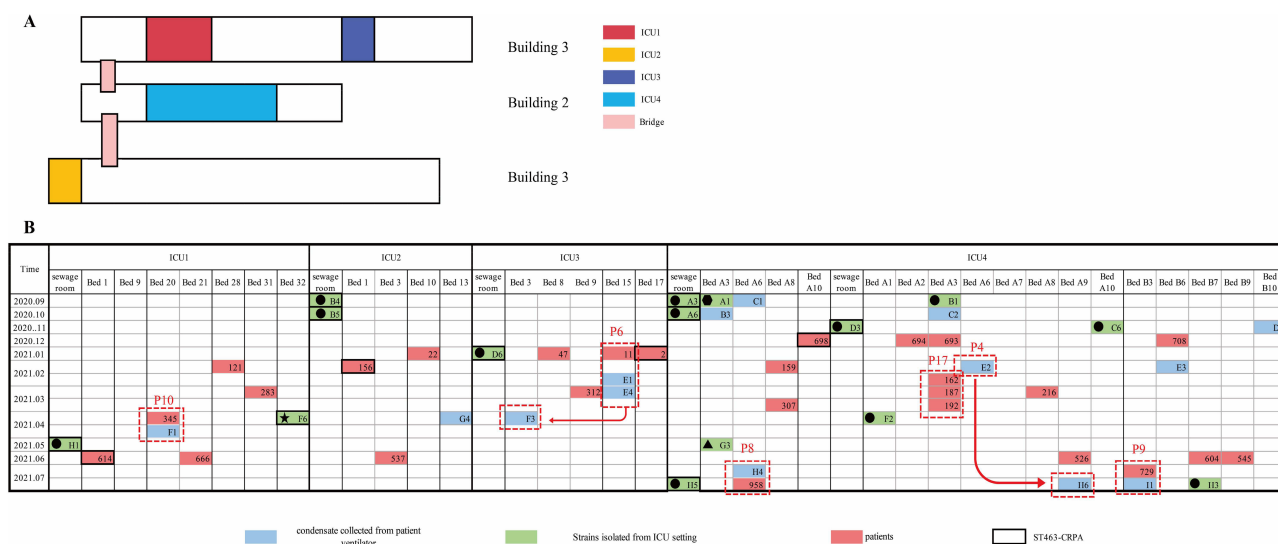 A
Building 3
Building 2
Building 3
ICU1
ICU2
ICU3
ICU4
Bridge
B
Time
ICU1
ICU2
ICU3
ICU4
sewage room
Bed 1
Bed 9
Bed 20
Bed 21
Bed 28
Bed 31
Bed 32
sewage room
Bed 1
Bed 3
Bed 10
Bed 13
sewage room
Bed 3
Bed 8
Bed 9
Bed 15
Bed 17
sewage room
Bed A3
Bed A6
Bed A8
Bed A10
sewage room
Bed A1
Bed A2
Bed A3
Bed A6
Bed A7
Bed A8
Bed A9
Bed A10
Bed B3
Bed B6
Bed B7
Bed B9
Bed B10
2020.09
B4
A3
A1
C1
B1
2020.10
B5
A6
B3
C2
2020..11
D3
C6
D
2020.12
698
694
693
708
P6
2021.01
22
D6
47
11
2
P4
2021.02
121
156
159
E2
E3
P17
E1
162
2021.03
283
312
E4
187
216
P10
307
192
2021.04
345
F6
G4
F3
F2
F1
2021.05
H1
G3
P8
P9
2021.06
614
666
537
526
604
545
H4
729
2021.07
II5
958
II6
I1
II3
condensate collected from patient
ventilator
Strains isolated from ICU setting
patients
ST463-CRPA